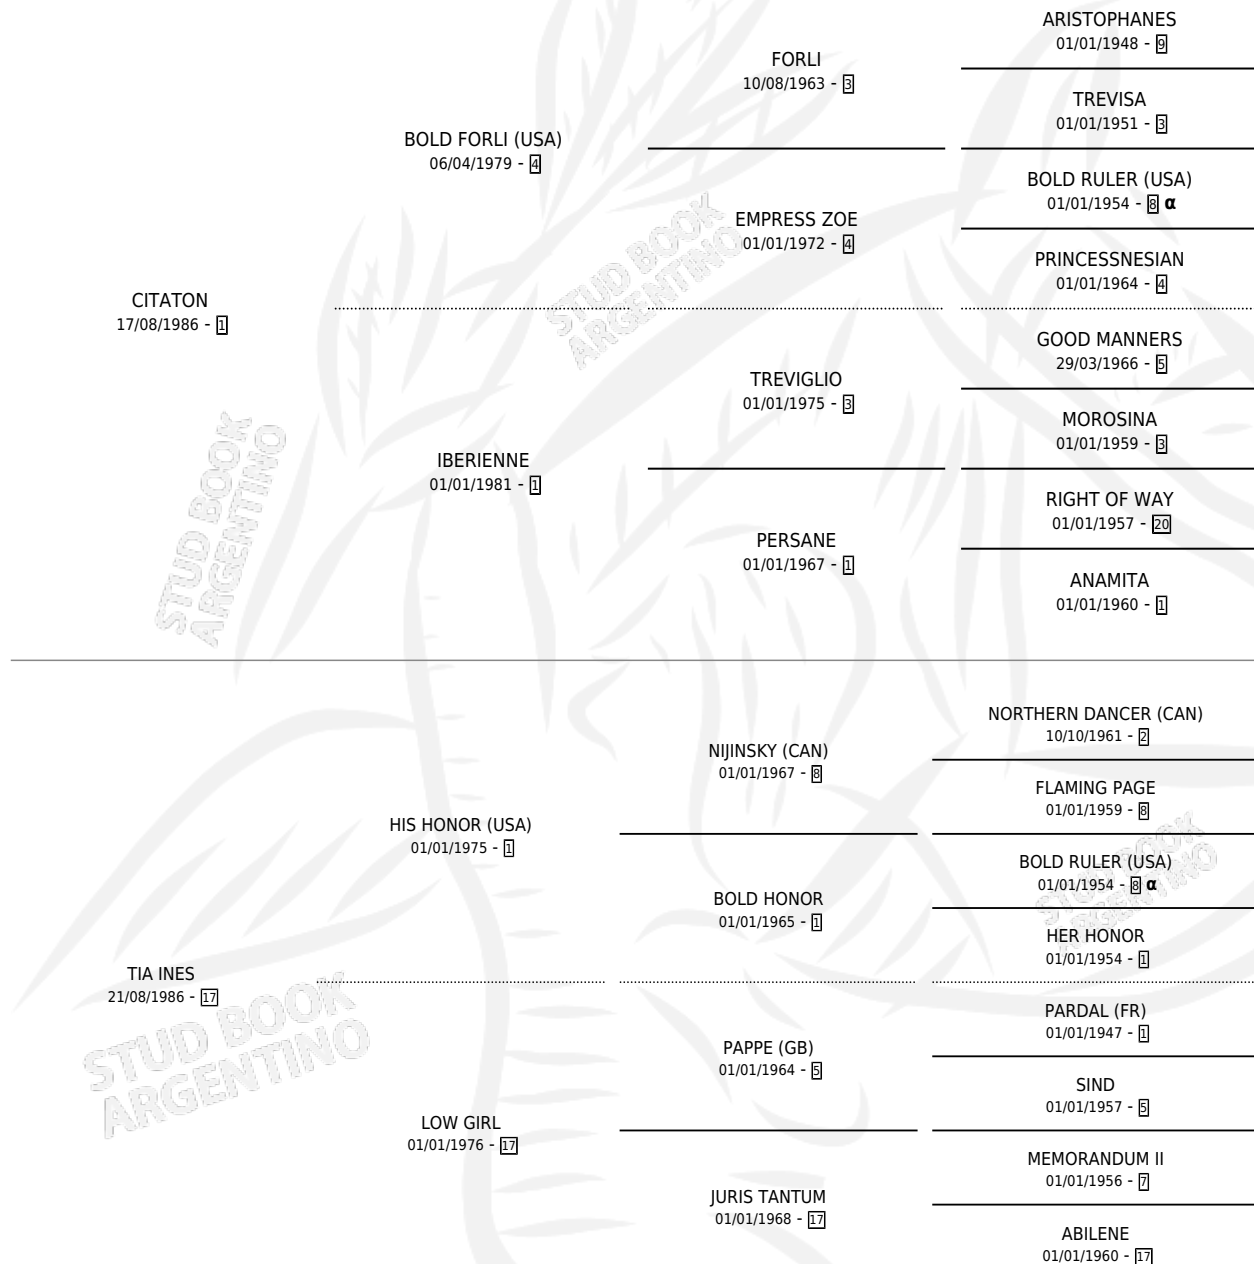 ARISTOPHANES
01/01/1948 - 9
FORLI
10/08/1963 - 3
TREVISA
01/01/1951 - 3
BOLD FORLI (USA)
06/04/1979 - 4
BOLD RULER (USA)
01/01/1954 - 8 α
EMPRESS ZOE
01/01/1972 - 4
PRINCESSNESIAN
01/01/1964 - 4
CITATON
17/08/1986 - 1
GOOD MANNERS
29/03/1966 - 5
TREVIGLIO
01/01/1975 - 3
MOROSINA
01/01/1959 - 3
IBERIENNE
01/01/1981 - 1
RIGHT OF WAY
01/01/1957 - 20
PERSANE
01/01/1967 - 1
ANAMITA
01/01/1960 - 1
NORTHERN DANCER (CAN)
10/10/1961 - 2
NIJINSKY (CAN)
01/01/1967 - 8
FLAMING PAGE
01/01/1959 - 8
HIS HONOR (USA)
01/01/1975 - 1
BOLD RULER (USA)
01/01/1954 - 8 α
BOLD HONOR
01/01/1965 - 1
HER HONOR
01/01/1954 - 1
TIA INES
21/08/1986 - 17
PARDAL (FR)
01/01/1947 - 1
PAPPE (GB)
01/01/1964 - 5
SIND
01/01/1957 - 5
LOW GIRL
01/01/1976 - 17
MEMORANDUM II
01/01/1956 - 7
JURIS TANTUM
01/01/1968 - 17
ABILENE
01/01/1960 - 17
STUD BOOK
ARGENTINO
STUD BOOK
ARGENTINO
STUD BOOK
ARGENTINO
STUD BOOK
ARGENTINO